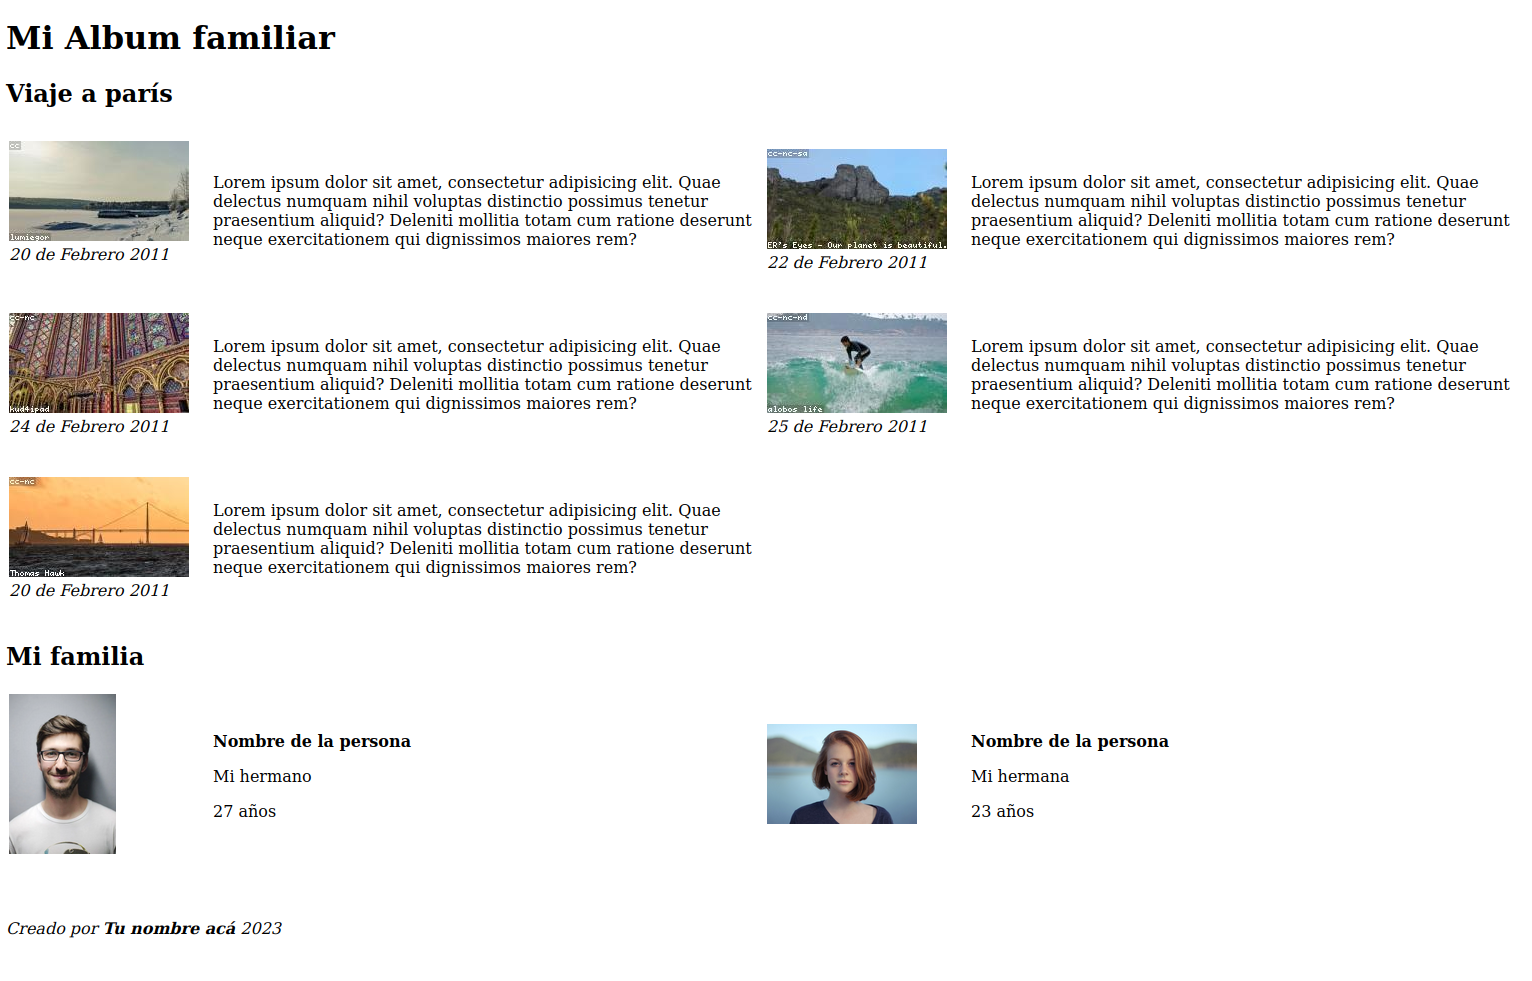 Mi Album familiar
Viaje a parís
cc
lumiegor
20 de Febrero 2011
Lorem ipsum dolor sit amet, consectetur adipisicing elit. Quae
delectus numquam nihil voluptas distinctio possimus tenetur
praesentium aliquid? Deleniti mollitia totam cum ratione deserunt
neque exercitationem qui dignissimos maiores rem?
cc-nc-sa
ER's Eyes - Our planet is beautiful.
22 de Febrero 2011
Lorem ipsum dolor sit amet, consectetur adipisicing elit. Quae
delectus numquam nihil voluptas distinctio possimus tenetur
praesentium aliquid? Deleniti mollitia totam cum ratione deserunt
neque exercitationem qui dignissimos maiores rem?
cc-nc
kud4ipad
24 de Febrero 2011
Lorem ipsum dolor sit amet, consectetur adipisicing elit. Quae
delectus numquam nihil voluptas distinctio possimus tenetur
praesentium aliquid? Deleniti mollitia totam cum ratione deserunt
neque exercitationem qui dignissimos maiores rem?
cc-nc-nd
alobos life
25 de Febrero 2011
Lorem ipsum dolor sit amet, consectetur adipisicing elit. Quae
delectus numquam nihil voluptas distinctio possimus tenetur
praesentium aliquid? Deleniti mollitia totam cum ratione deserunt
neque exercitationem qui dignissimos maiores rem?
cc-nc
Thomas Hawk
20 de Febrero 2011
Lorem ipsum dolor sit amet, consectetur adipisicing elit. Quae
delectus numquam nihil voluptas distinctio possimus tenetur
praesentium aliquid? Deleniti mollitia totam cum ratione deserunt
neque exercitationem qui dignissimos maiores rem?
Mi familia
Nombre de la persona
Mi hermano
27 años
Nombre de la persona
Mi hermana
23 años
Creado por Tu nombre acá 2023